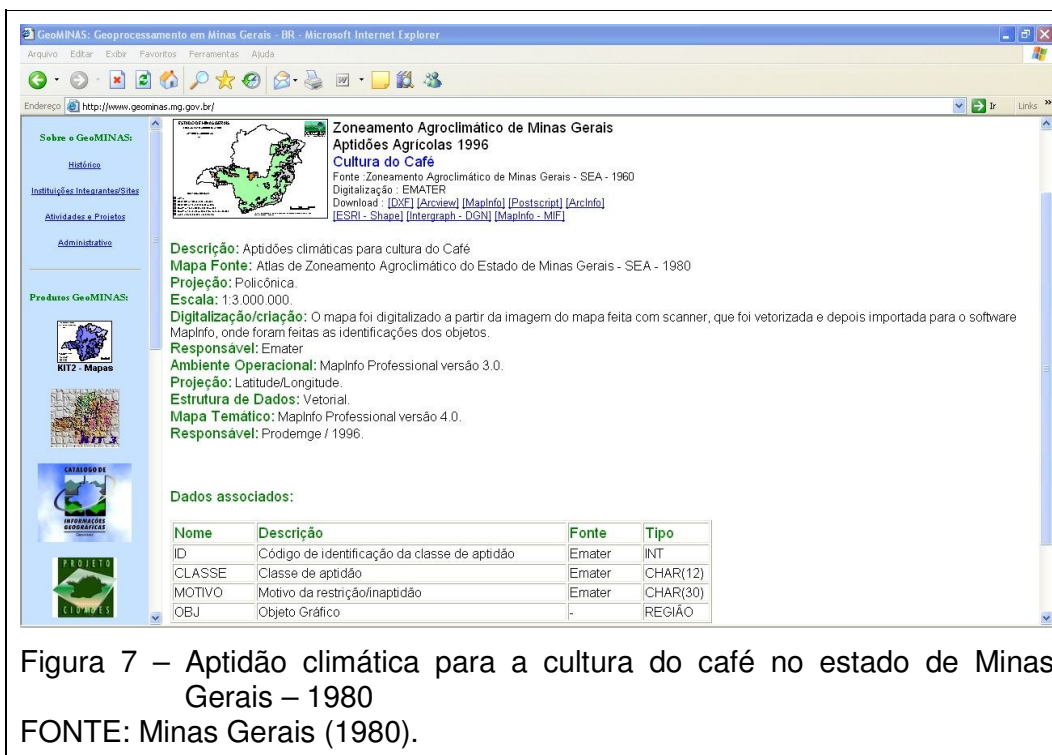 GeoMINAS: Geoprocessamento em Minas Gerais - BR - Microsoft Internet Explorer
Arquivo Editar Exibir Favoritos Ferramentas Ajuda
Endereço http://www.geominas.mg.gov.br/ Ir Links »
Sobre o GeoMINAS:
Histórico
Instituições Integrantes/Sites
Atividades e Projetos
Administrativo
Produtos GeoMINAS:
KIT2 - Mapas
KIT 3
CATALOGO DE
INFORMAÇÕES
GEOGRÁFICAS
PROJETO
CIDADES
Zoneamento Agroclimático de Minas Gerais
Aptidões Agrícolas 1996
Cultura do Café
Fonte :Zoneamento Agroclimático de Minas Gerais - SEA - 1960
Digitalização : EMATER
Download : [DXF] [Arcview] [MapInfo] [Postscript] [ArcInfo]
[ESRI - Shape] [Intergraph - DGN] [MapInfo - MIF]
Descrição: Aptidões climáticas para cultura do Café
Mapa Fonte: Atlas de Zoneamento Agroclimático do Estado de Minas Gerais - SEA - 1980
Projeção: Policônica.
Escala: 1:3.000.000.
Digitalização/criação: O mapa foi digitalizado a partir da imagem do mapa feita com scanner, que foi vetorizada e depois importada para o software
MapInfo, onde foram feitas as identificações dos objetos.
Responsável: Emater
Ambiente Operacional: MapInfo Professional versão 3.0.
Projeção: Latitude/Longitude.
Estrutura de Dados: Vetorial.
Mapa Temático: MapInfo Professional versão 4.0.
Responsável: Prodemge / 1996.
Dados associados:
Nome Descrição Fonte Tipo
ID Código de identificação da classe de aptidão Emater INT
CLASSE Classe de aptidão Emater CHAR(12)
MOTIVO Motivo da restrição/inaptidão Emater CHAR(30)
OBJ Objeto Gráfico - REGIÃO
Figura 7 – Aptidão climática para a cultura do café no estado de Minas
Gerais – 1980
FONTE: Minas Gerais (1980).